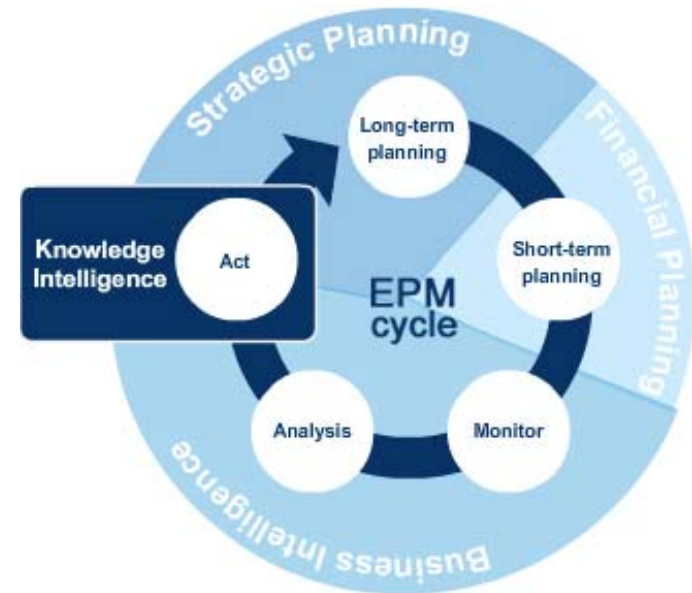 Strategic Planning
Financial Planning
Long-term
planning
Short-term
planning
Knowledge
Intelligence
Act
EPM
cycle
Analysis
Monitor
Business Intelligence